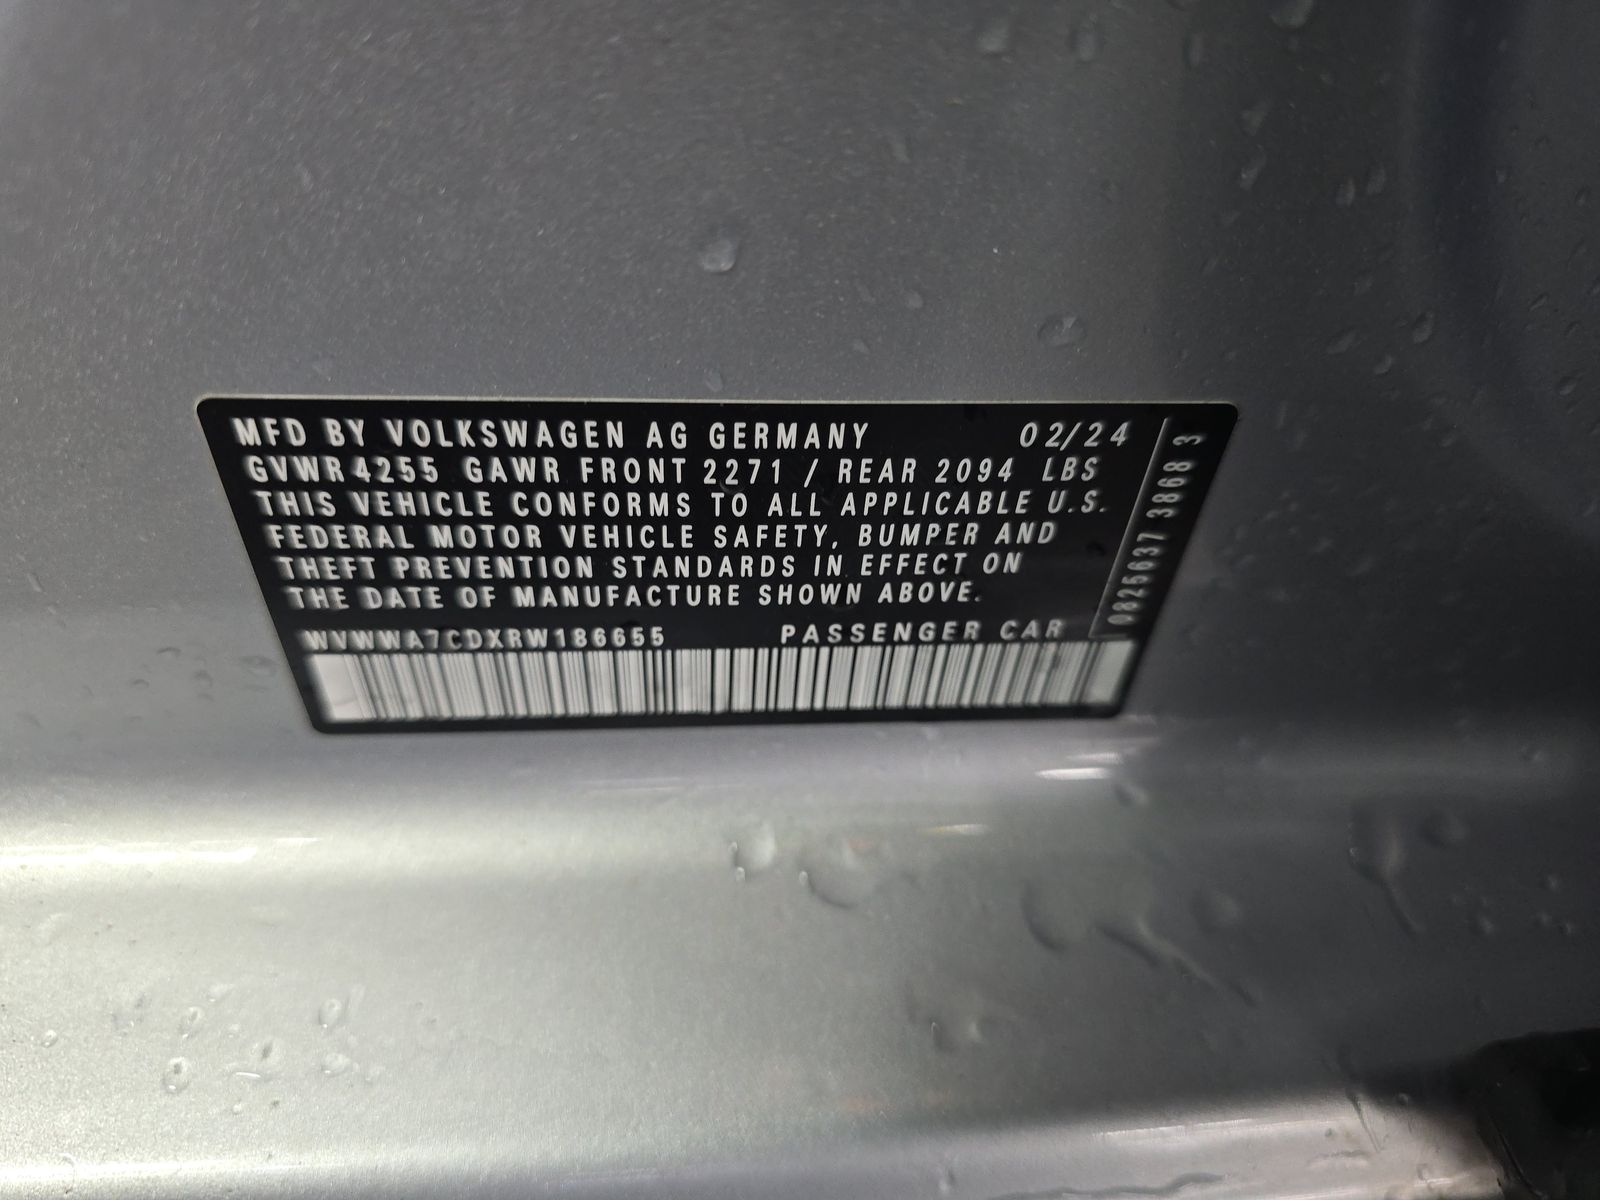 MFD BY VOLKSWAGEN AG GERMANY 02/24
GVWR 4255 GAWR FRONT 2271 / REAR 2094 LBS
THIS VEHICLE CONFORMS TO ALL APPLICABLE U.S.
FEDERAL MOTOR VEHICLE SAFETY, BUMPER AND
THEFT PREVENTION STANDARDS IN EFFECT ON
THE DATE OF MANUFACTURE SHOWN ABOVE.
WVWWA7CDXRW186655 PASSENGER CAR
0825637 3868 3